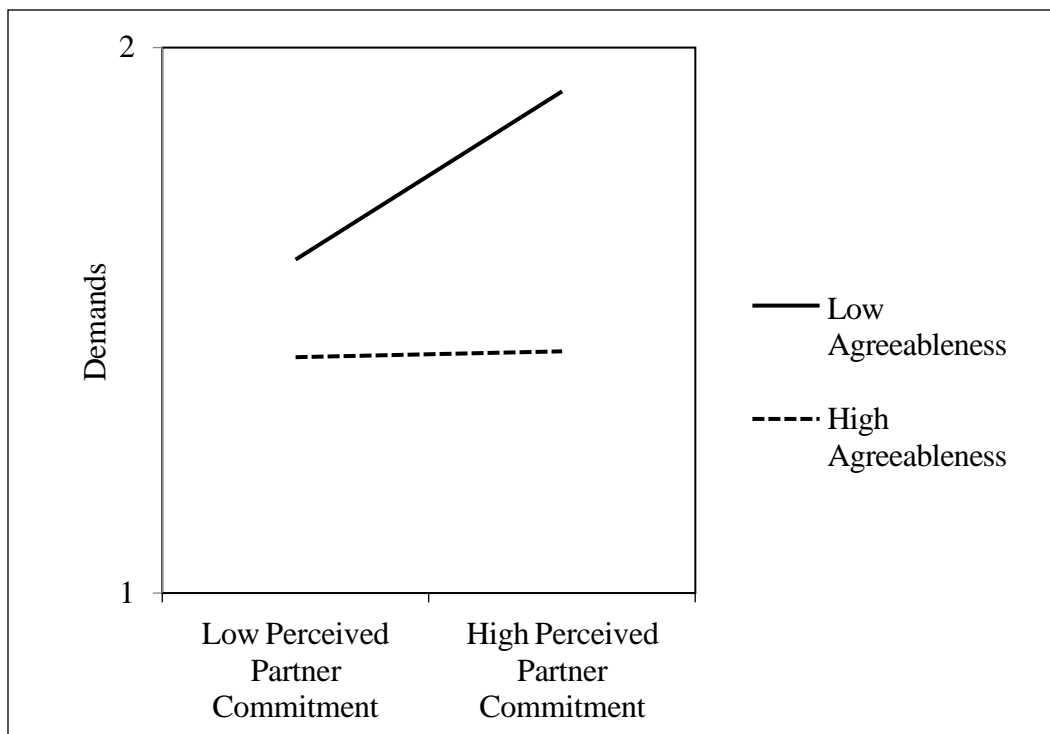 2
Demands
1
Low Perceived
Partner
Commitment
High Perceived
Partner
Commitment
Low
Agreeableness
High
Agreeableness